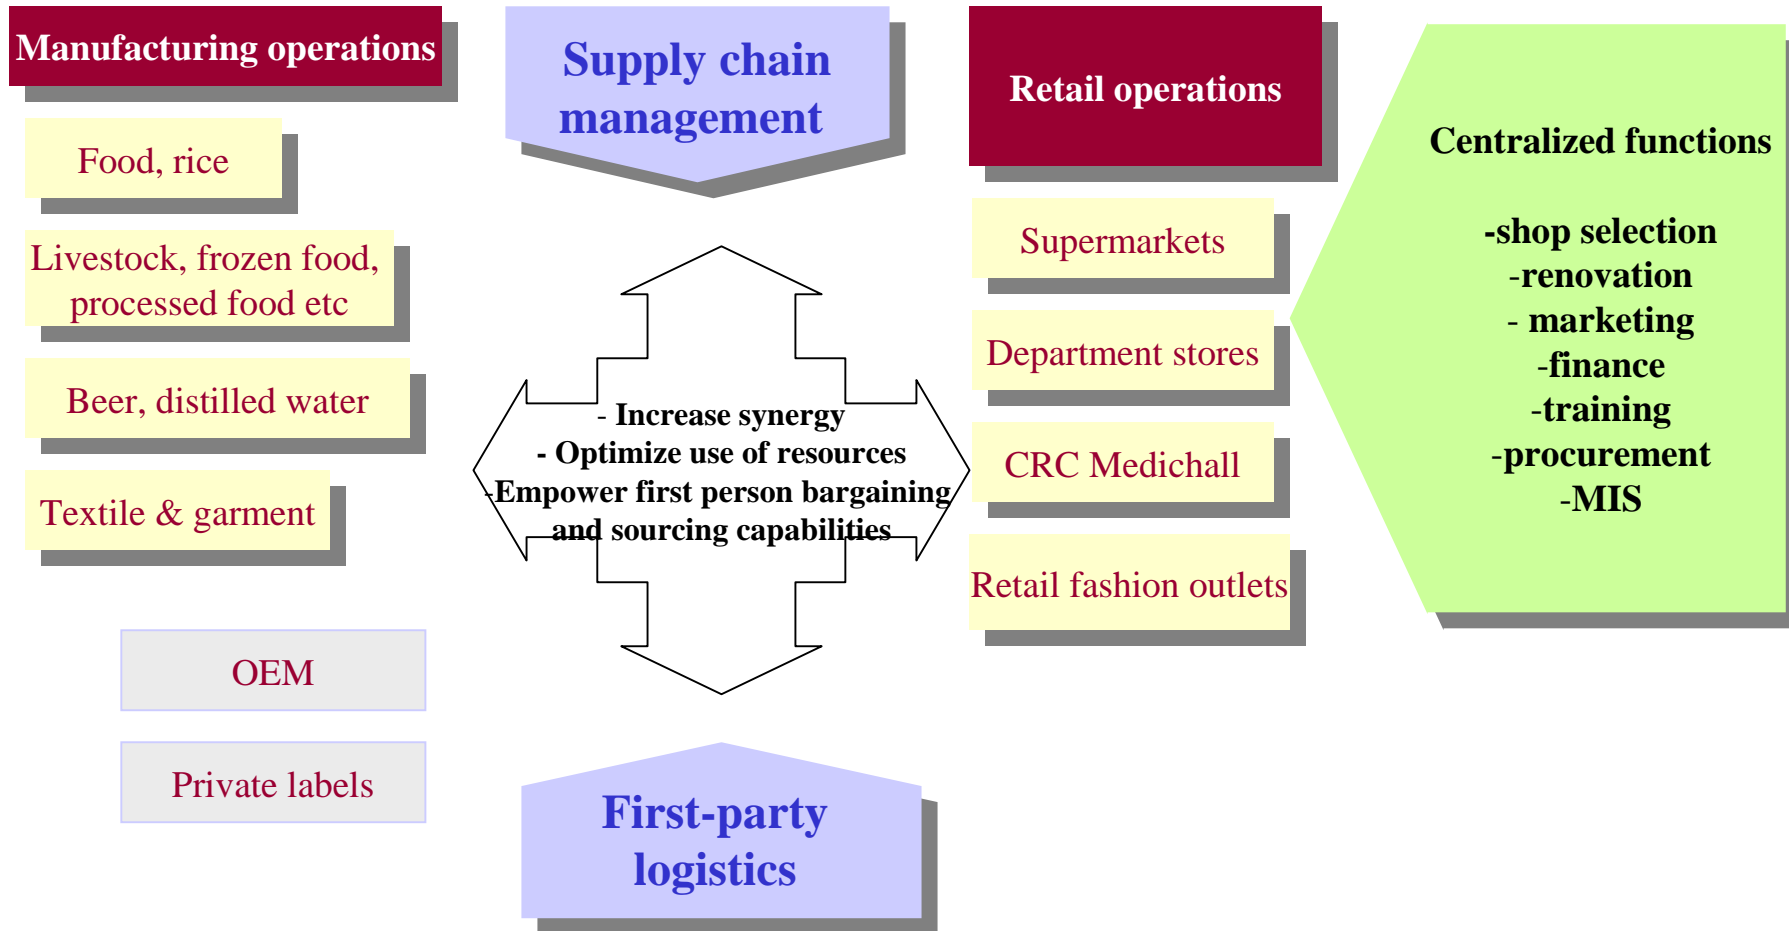 Manufacturing operations
Food, rice
Livestock, frozen food,
processed food etc
Beer, distilled water
Textile & garment
OEM
Private labels
Supply chain
management
- Increase synergy
- Optimize use of resources
-Empower first person bargaining
and sourcing capabilities
First-party
logistics
Retail operations
Supermarkets
Department stores
CRC Medichall
Retail fashion outlets
Centralized functions
-shop selection
-renovation
- marketing
-finance
-training
-procurement
-MIS